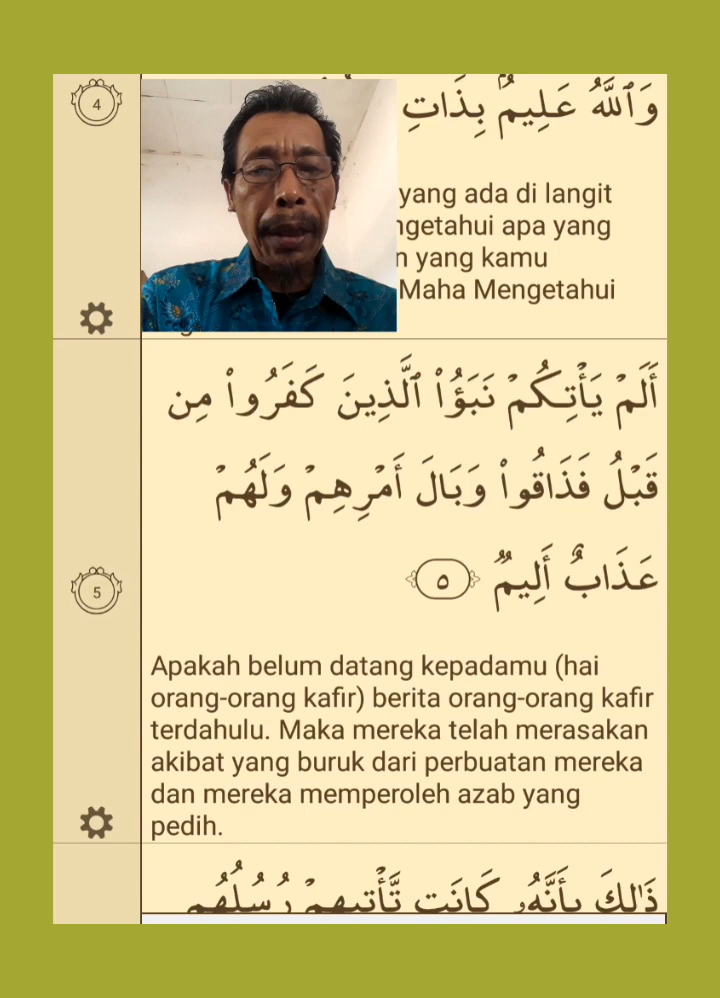 4
وَٱللَّهُ عَلِيمٌۢ بِذَاتِ
yang ada di langit
apa yang
yang kamu
Maha Mengetahui
أَلَمۡ يَأۡتِكُمۡ نَبَؤُاْ ٱلَّذِينَ كَفَرُواْ مِن
قَبۡلُ فَذَاقُواْ وَبَالَ أَمۡرِهِمۡ وَلَهُمۡ
عَذَابٌ أَلِيمٞ ٥
5
Apakah belum datang kepadamu (hai
orang-orang kafir) berita orang-orang kafir
terdahulu. Maka mereka telah merasakan
akibat yang buruk dari perbuatan mereka
dan mereka memperoleh azab yang
pedih.
ذَٰلِكَ بِأَنَّهُۥ كَانَت تَّأۡتِيهِمۡ رُسُلُهُم